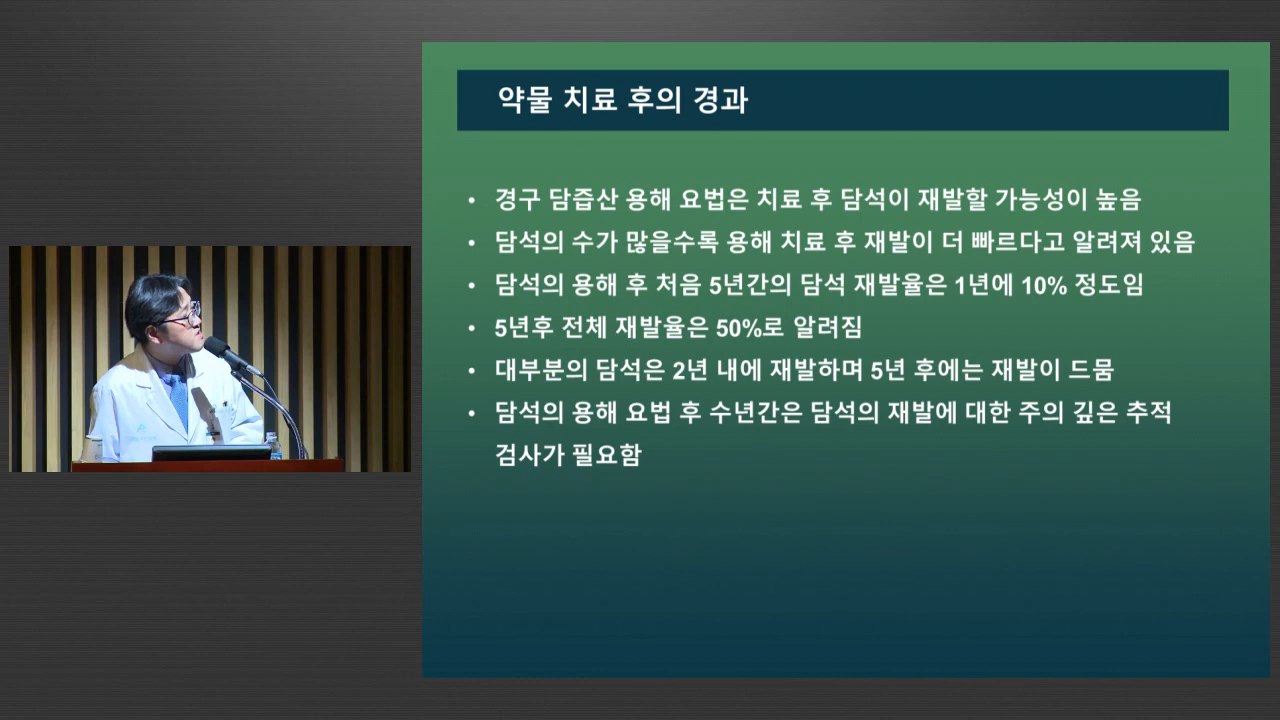 약물 치료 후의 경과
• 경구 담즙산 용해 요법은 치료 후 담석이 재발할 가능성이 높음
• 담석의 수가 많을수록 용해 치료 후 재발이 더 빠르다고 알려져 있음
• 담석의 용해 후 처음 5년간의 담석 재발율은 1년에 10% 정도임
• 5년후 전체 재발율은 50%로 알려짐
• 대부분의 담석은 2년 내에 재발하며 5년 후에는 재발이 드뭄
• 담석의 용해 요법 후 수년간은 담석의 재발에 대한 주의 깊은 추적
검사가 필요함